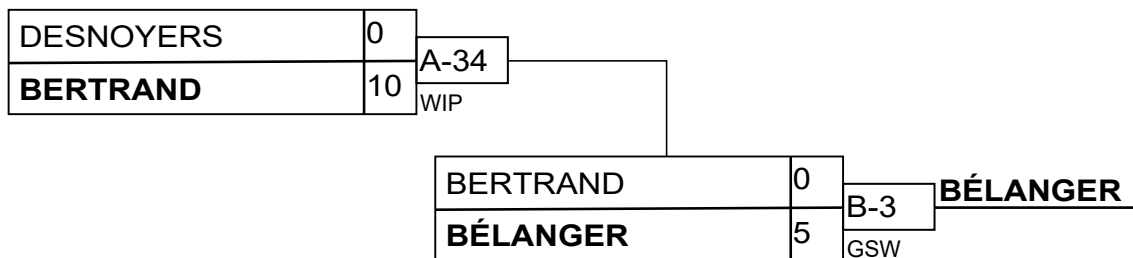 DESNOYERS 0
A-34
BERTRAND 10
WIP
BERTRAND 0
B-3 BÉLANGER
BÉLANGER 5
GSW